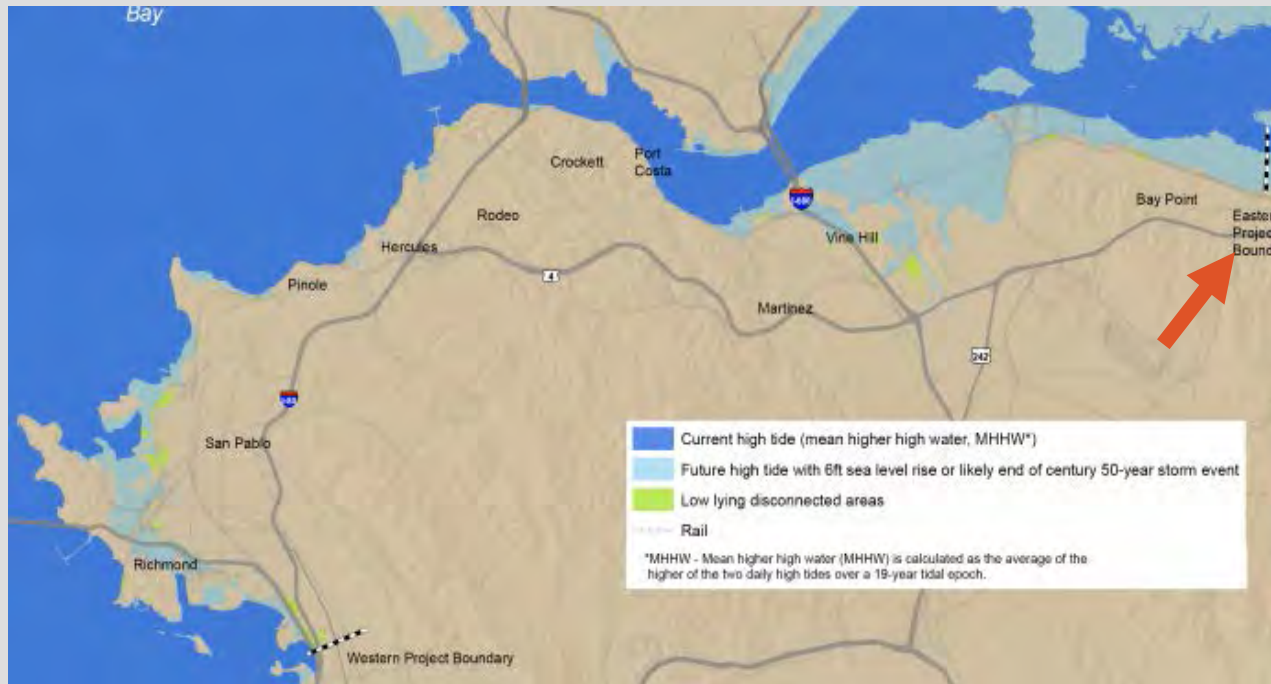 Bay
Crockett
Port
Costa
Rodeo
Hercules
Pinole
4
Vine Hill
Martinez
Bay Point
Easter
Projec
Bound
242
San Pablo
Richmond
Western Project Boundary
Current high tide (mean higher high water, MHHW*)
Future high tide with 6ft sea level rise or likely end of century 50-year storm event
Low lying disconnected areas
Rail
*MHHW - Mean higher high water (MHHW) is calculated as the average of the
higher of the two daily high tides over a 19-year tidal epoch.